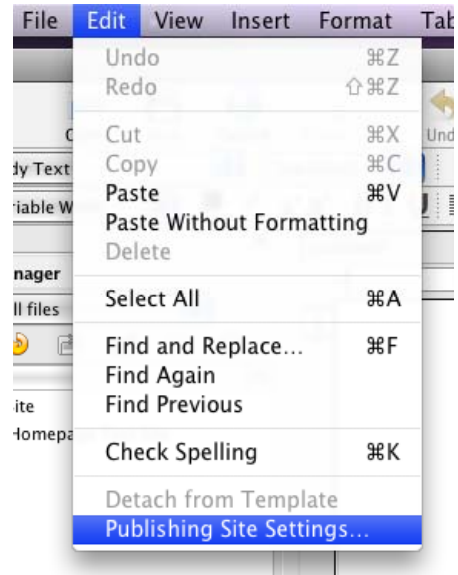 File Edit View Insert Format Tab
Undo ⌘Z
Redo ⇧⌘Z
Und
Cut ⌘X
dy Text
Copy ⌘C
riable W
Paste ⌘V
Paste Without Formatting
Delete
nager
Select All ⌘A
ll files
Find and Replace... ⌘F
Find Again
ite
Find Previous
Homepa
Check Spelling ⌘K
Detach from Template
Publishing Site Settings...